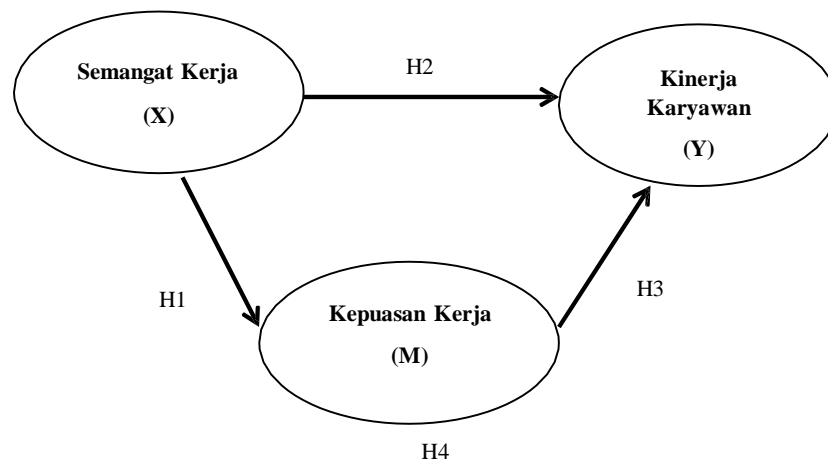 Semangat Kerja
(X)
H2
Kinerja
Karyawan
(Y)
H1
Kepuasan Kerja
(M)
H3
H4